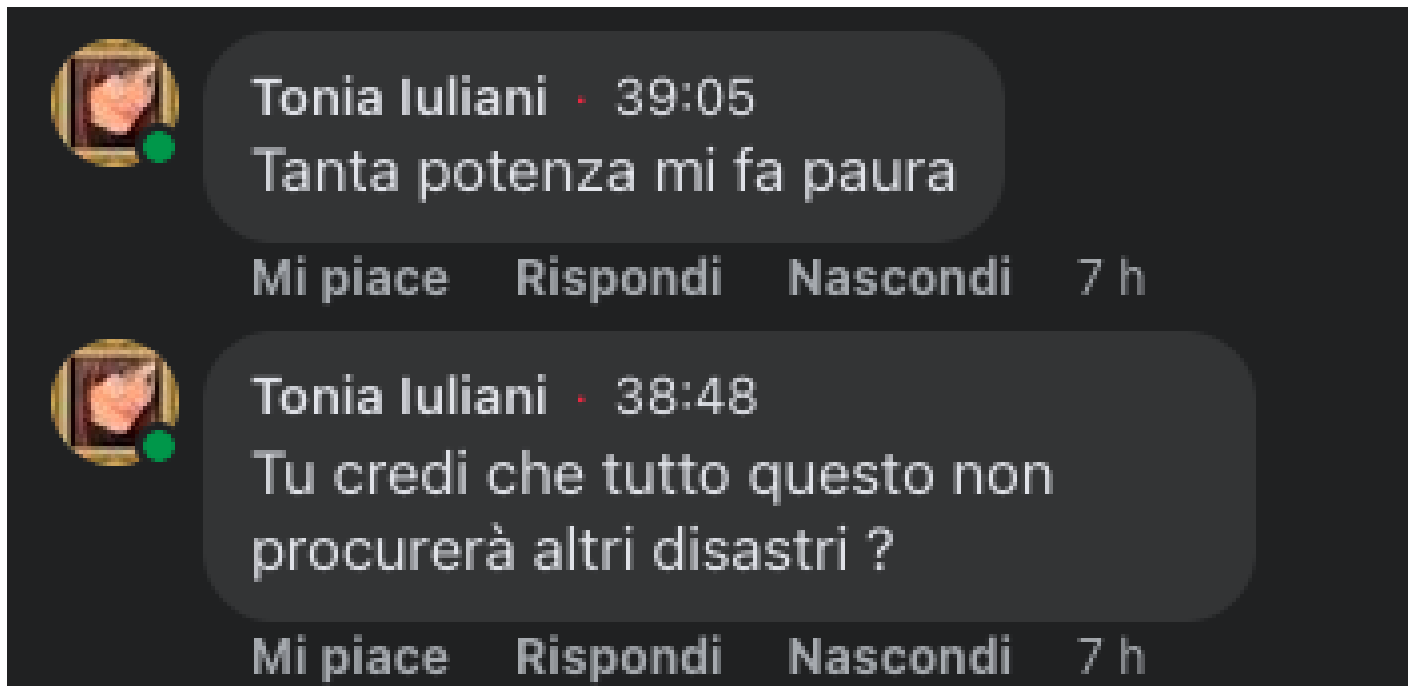 Tonia Iuliani · 39:05
Tanta potenza mi fa paura
Mi piace Rispondi Nascondi 7 h
Tonia Iuliani · 38:48
Tu credi che tutto questo non
procurerà altri disastri ?
Mi piace Rispondi Nascondi 7 h